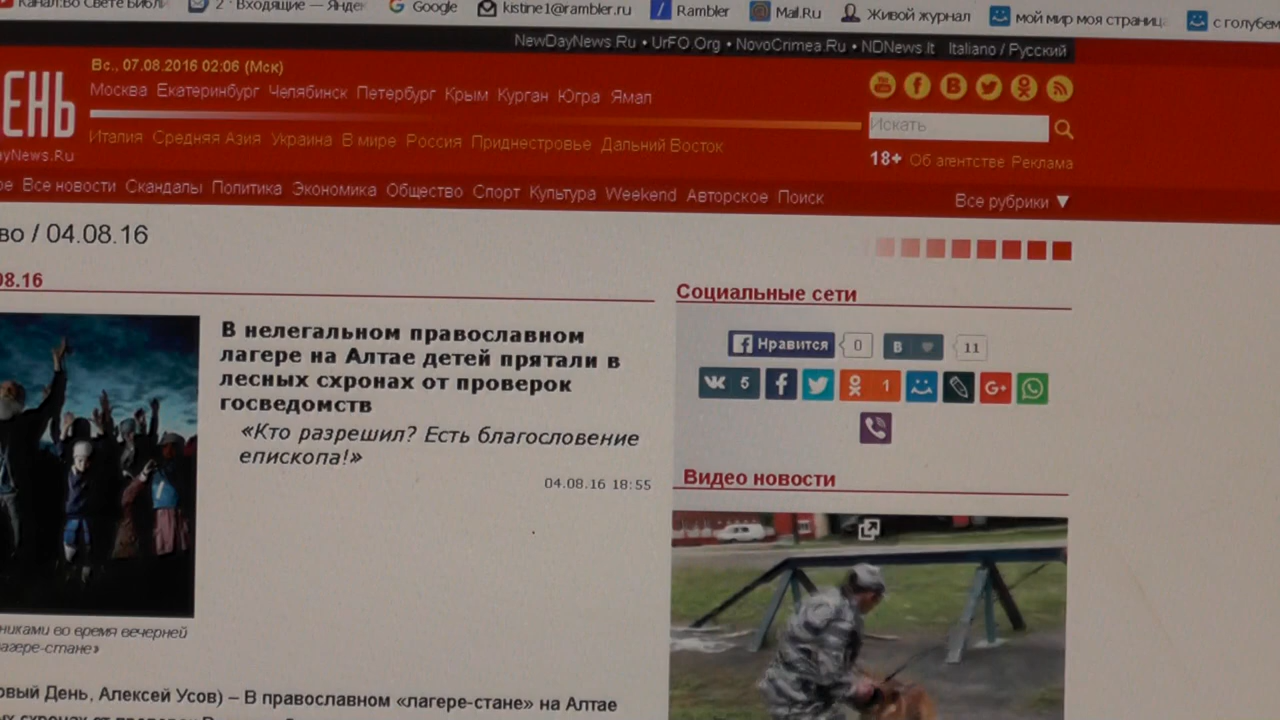 Канал:Во Свете Библи
2 · Входящие — Яндек
Google
kistine1@rambler.ru
Rambler
Mail.Ru
Живой журнал
мой мир моя страниц
с голубем
NewDayNews.Ru • UrFO.Org • NovoCrimea.Ru • NDNews.It Italiano / Русский
ЕНЬ
ayNews.Ru
Вс., 07.08.2016 02:06 (Мск)
Москва Екатеринбург Челябинск Петербург Крым Курган Югра Ямал
Италия Средняя Азия Украина В мире Россия Приднестровье Дальний Восток
Искать
18+ Об агентстве Реклама
ое Все новости Скандалы Политика Экономика Общество Спорт Культура Weekend Авторское Поиск
Все рубрики ▼
во / 04.08.16
08.16
В нелегальном православном
лагере на Алтае детей прятали в
лесных схронах от проверок
госведомств
«Кто разрешил? Есть благословение
епископа!»
04.08.16 18:55
никами во время вечерней
лагере-стане»
овый День, Алексей Усов) – В православном «лагере-стане» на Алтае
Социальные сети
Нравится 0
B 11
5
1
G+
Видео новости